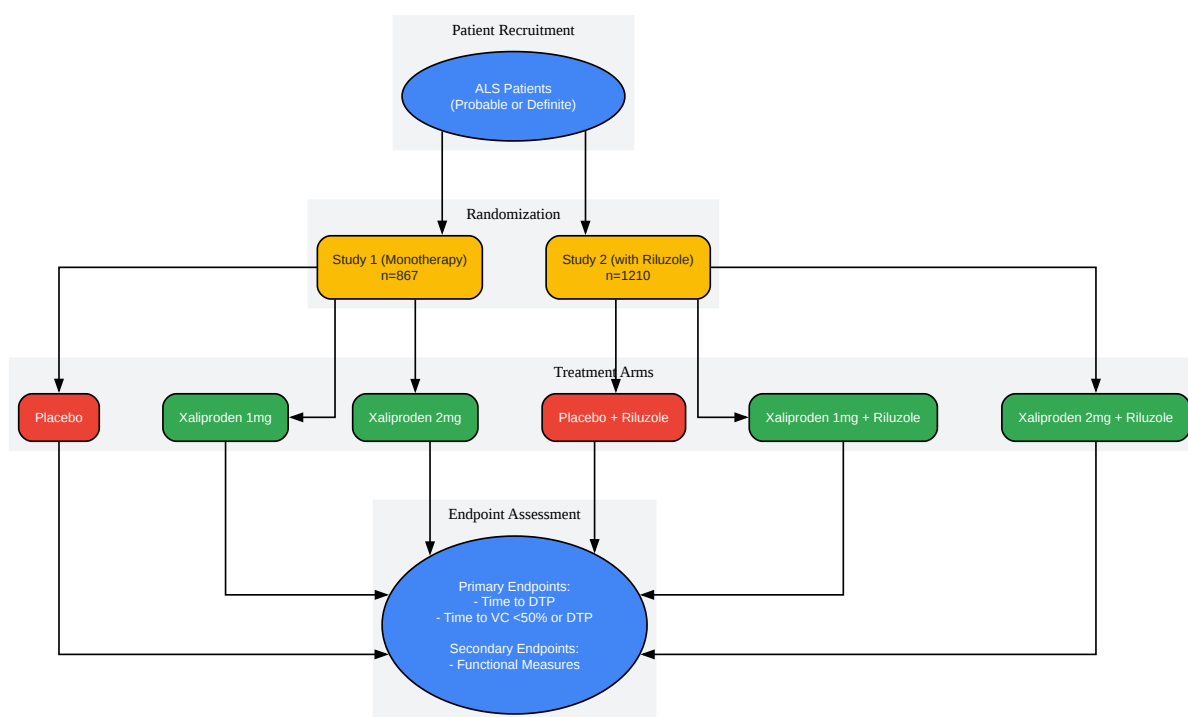 Patient Recruitment
ALS Patients
(Probable or Definite)
Randomization
Study 1 (Monotherapy)
n=867
Study 2 (with Riluzole)
n=1210
Treatment Arms
Placebo
Xaliproden 1mg
Xaliproden 2mg
Placebo + Riluzole
Xaliproden 1mg + Riluzole
Xaliproden 2mg + Riluzole
Endpoint Assessment
Primary Endpoints:
- Time to DTP
- Time to VC <50% or DTP
Secondary Endpoints:
- Functional Measures